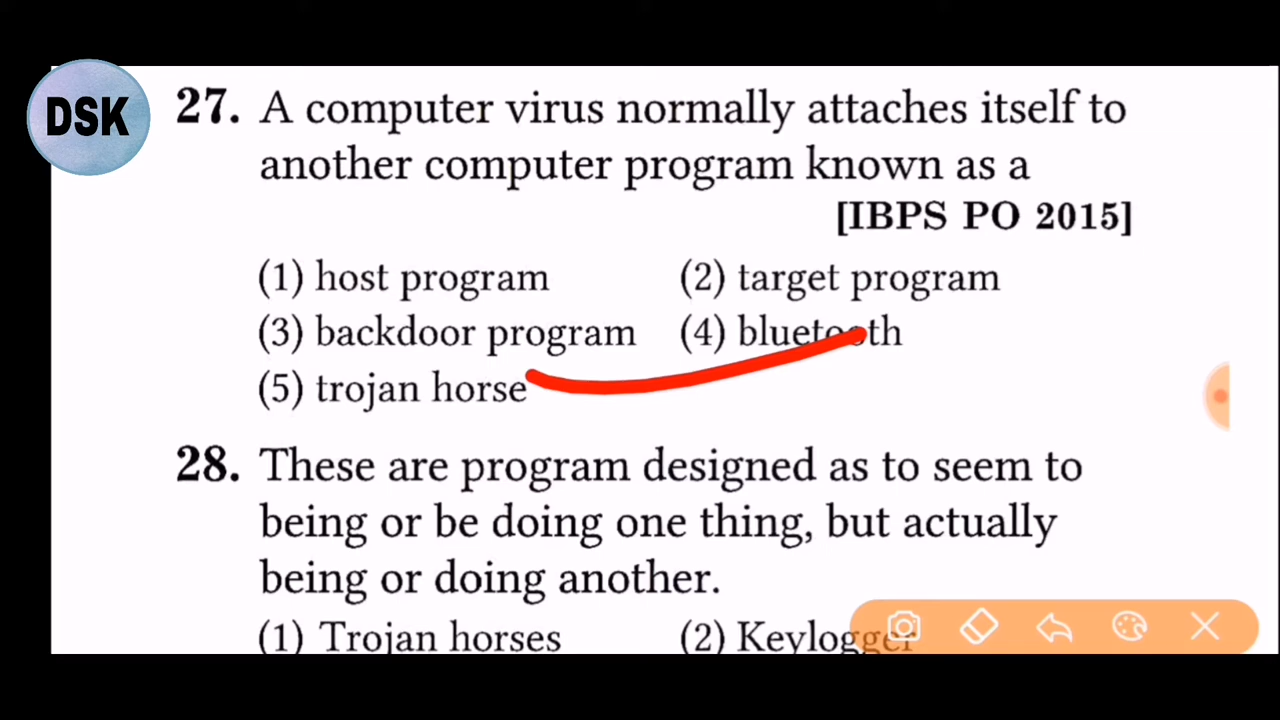 DSK
27. A computer virus normally attaches itself to
another computer program known as a
[IBPS PO 2015]
(1) host program (2) target program
(3) backdoor program (4) bluetooth
(5) trojan horse
28. These are program designed as to seem to
being or be doing one thing, but actually
being or doing another.
(1) Trojan horses (2) Keylogger